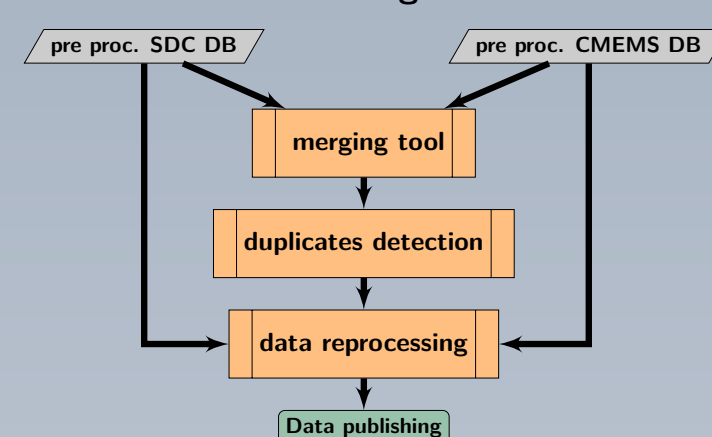 pre proc. SDC DB
pre proc. CMEMS DB
merging tool
duplicates detection
data reprocessing
Data publishing